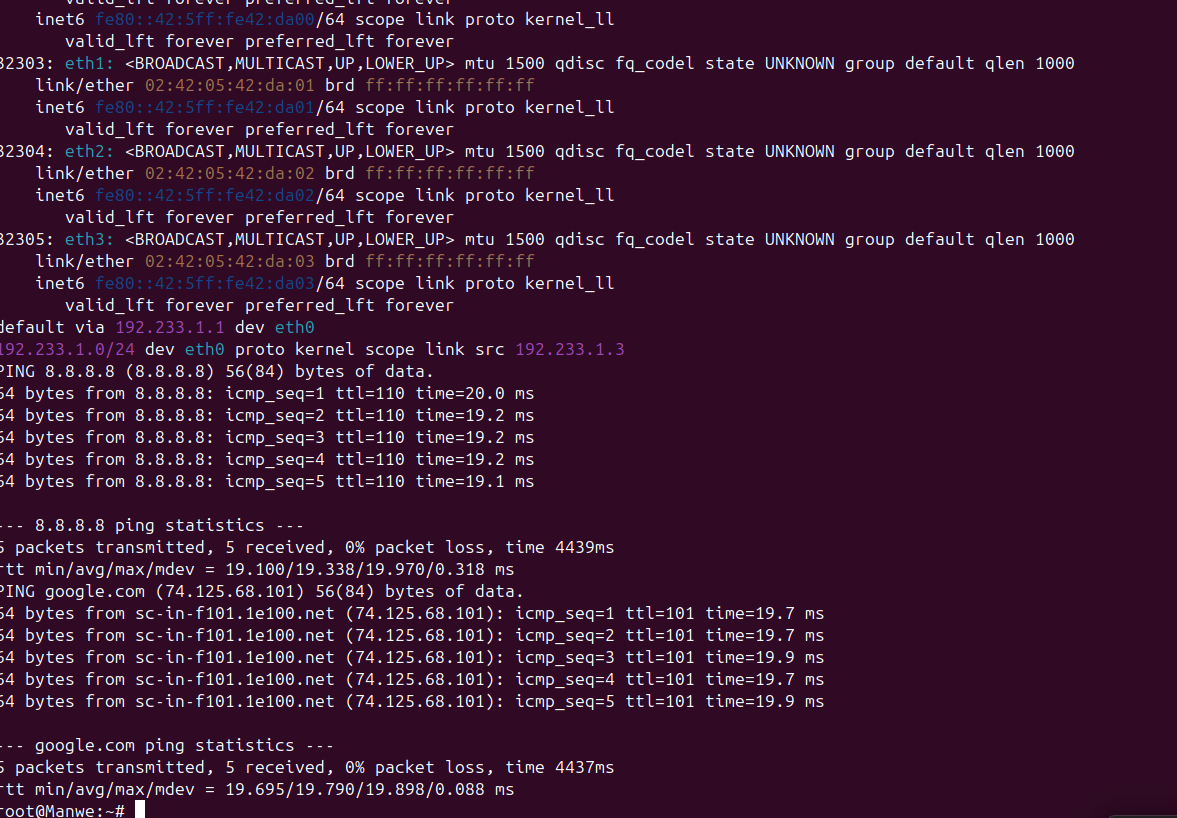 valid_lft forever preferred_lft forever
inet6 fe80::42:5ff:fe42:da00/64 scope link proto kernel_ll
valid_lft forever preferred_lft forever
32303: eth1: <BROADCAST,MULTICAST,UP,LOWER_UP> mtu 1500 qdisc fq_codel state UNKNOWN group default qlen 1000
link/ether 02:42:05:42:da:01 brd ff:ff:ff:ff:ff:ff
inet6 fe80::42:5ff:fe42:da01/64 scope link proto kernel_ll
valid_lft forever preferred_lft forever
32304: eth2: <BROADCAST,MULTICAST,UP,LOWER_UP> mtu 1500 qdisc fq_codel state UNKNOWN group default qlen 1000
link/ether 02:42:05:42:da:02 brd ff:ff:ff:ff:ff:ff
inet6 fe80::42:5ff:fe42:da02/64 scope link proto kernel_ll
valid_lft forever preferred_lft forever
32305: eth3: <BROADCAST,MULTICAST,UP,LOWER_UP> mtu 1500 qdisc fq_codel state UNKNOWN group default qlen 1000
link/ether 02:42:05:42:da:03 brd ff:ff:ff:ff:ff:ff
inet6 fe80::42:5ff:fe42:da03/64 scope link proto kernel_ll
valid_lft forever preferred_lft forever
default via 192.233.1.1 dev eth0
192.233.1.0/24 dev eth0 proto kernel scope link src 192.233.1.3
PING 8.8.8.8 (8.8.8.8) 56(84) bytes of data.
64 bytes from 8.8.8.8: icmp_seq=1 ttl=110 time=20.0 ms
64 bytes from 8.8.8.8: icmp_seq=2 ttl=110 time=19.2 ms
64 bytes from 8.8.8.8: icmp_seq=3 ttl=110 time=19.2 ms
64 bytes from 8.8.8.8: icmp_seq=4 ttl=110 time=19.2 ms
64 bytes from 8.8.8.8: icmp_seq=5 ttl=110 time=19.1 ms
--- 8.8.8.8 ping statistics ---
5 packets transmitted, 5 received, 0% packet loss, time 4439ms
rtt min/avg/max/mdev = 19.100/19.338/19.970/0.318 ms
PING google.com (74.125.68.101) 56(84) bytes of data.
64 bytes from sc-in-f101.1e100.net (74.125.68.101): icmp_seq=1 ttl=101 time=19.7 ms
64 bytes from sc-in-f101.1e100.net (74.125.68.101): icmp_seq=2 ttl=101 time=19.7 ms
64 bytes from sc-in-f101.1e100.net (74.125.68.101): icmp_seq=3 ttl=101 time=19.9 ms
64 bytes from sc-in-f101.1e100.net (74.125.68.101): icmp_seq=4 ttl=101 time=19.7 ms
64 bytes from sc-in-f101.1e100.net (74.125.68.101): icmp_seq=5 ttl=101 time=19.9 ms
--- google.com ping statistics ---
5 packets transmitted, 5 received, 0% packet loss, time 4437ms
rtt min/avg/max/mdev = 19.695/19.790/19.898/0.088 ms
root@Manwe:~#